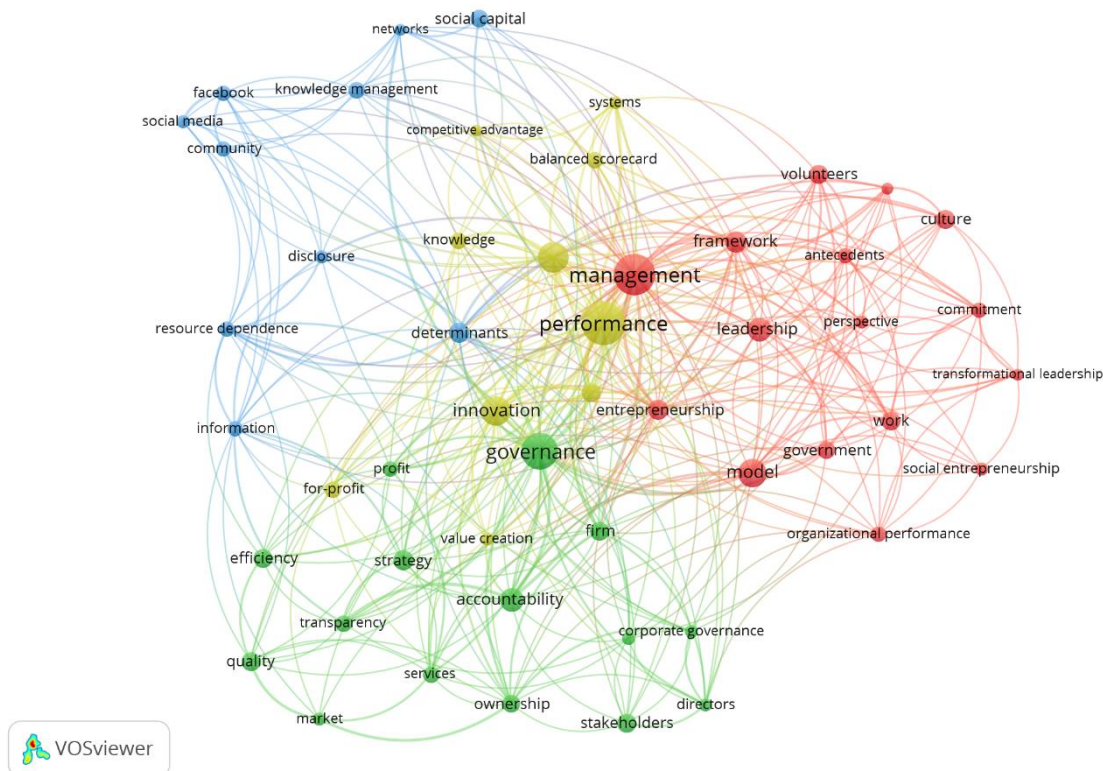 social capital
networks
facebook
knowledge management
systems
social media
competitive advantage
community
balanced scorecard
volunteers
culture
knowledge
framework
disclosure
antecedents
management
commitment
resource dependence
determinants
performance
leadership
perspective
transformational leadership
innovation
entrepreneurship
work
information
governance
government
profit
model
social entrepreneurship
for-profit
firm
organizational performance
value creation
efficiency
strategy
accountability
transparency
corporate governance
quality
services
market
ownership
stakeholders
directors
VOSviewer